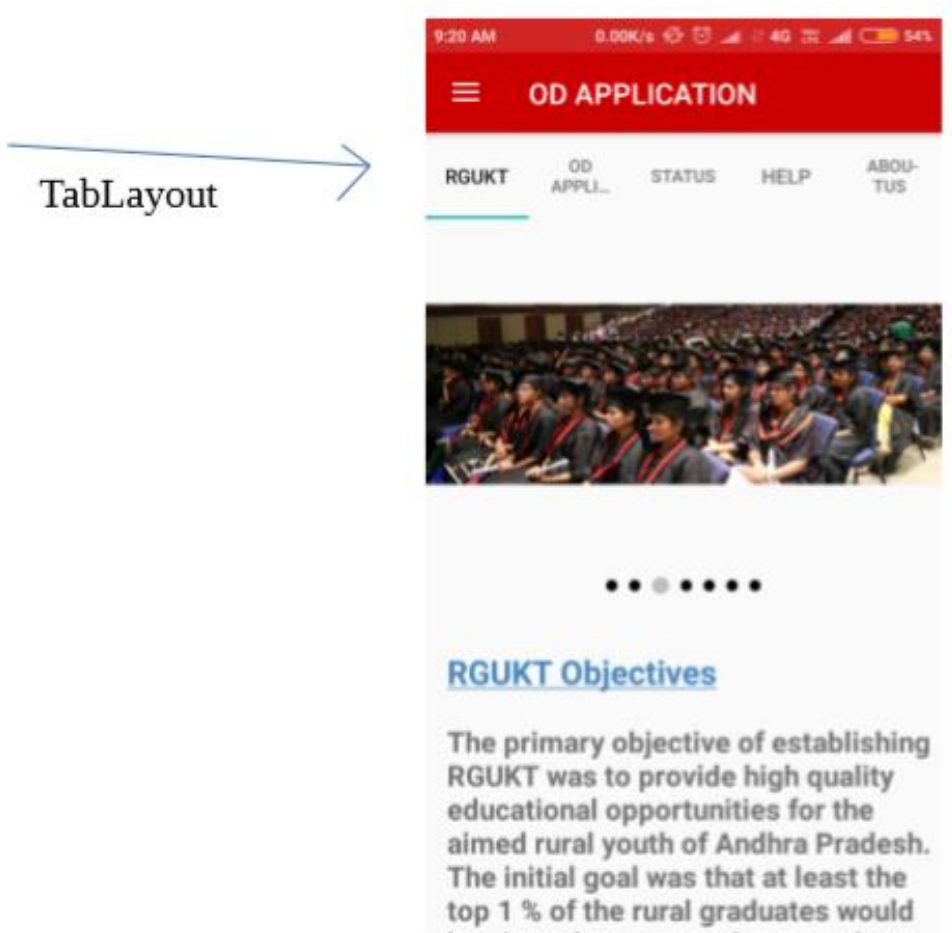 9:20 AM 0.00K/s 4G 54%
OD APPLICATION
TabLayout
RGUKT
OD
APPLI...
STATUS
HELP
ABOU-
TUS
RGUKT Objectives
The primary objective of establishing
RGUKT was to provide high quality
educational opportunities for the
aimed rural youth of Andhra Pradesh.
The initial goal was that at least the
top 1 % of the rural graduates would